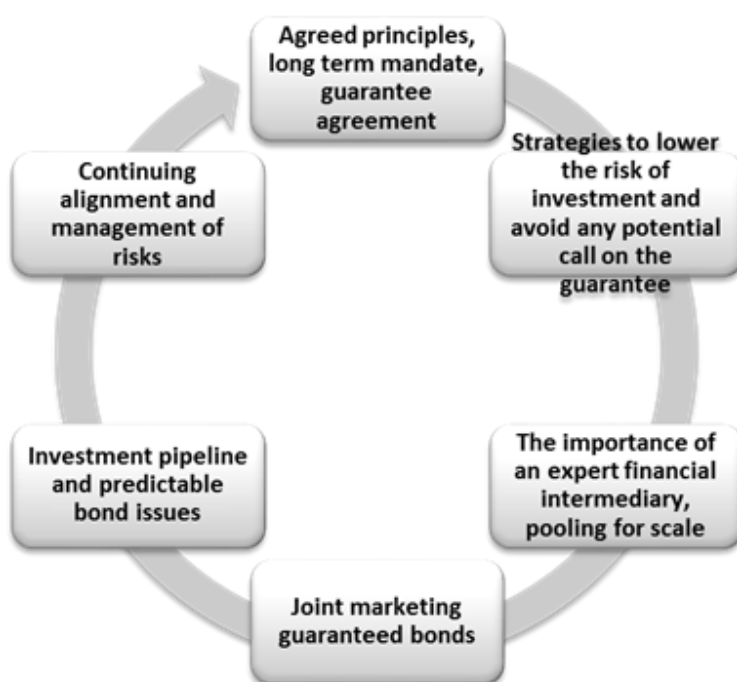 Agreed principles,
long term mandate,
guarantee
agreement
Strategies to lower
the risk of
investment and
avoid any potential
call on the
guarantee
The importance of
an expert financial
intermediary,
pooling for scale
Joint marketing
guaranteed bonds
Investment pipeline
and predictable
bond issues
Continuing
alignment and
management of
risks